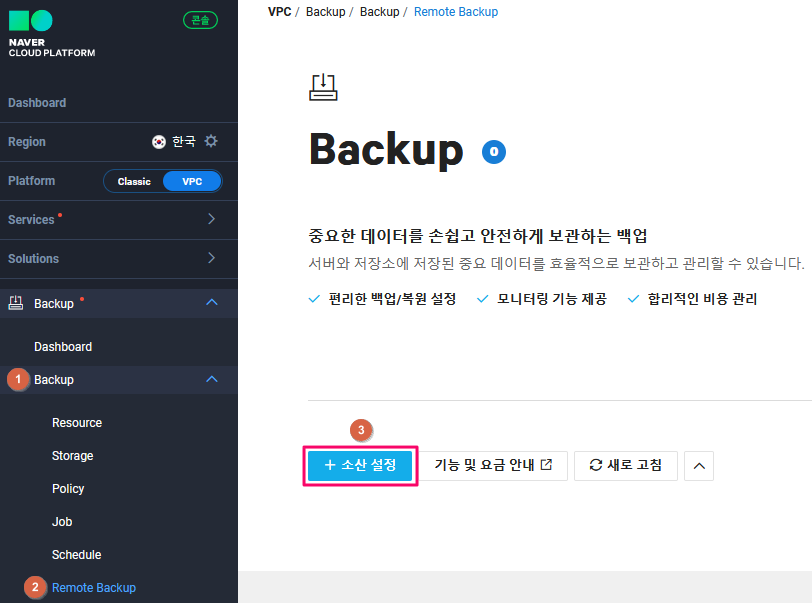 NAVER
CLOUD PLATFORM
콘솔
Dashboard
Region 한국
Platform Classic VPC
Services
Solutions
Backup
Dashboard
1 Backup
Resource
Storage
Policy
Job
Schedule
2 Remote Backup
VPC / Backup / Backup / Remote Backup
Backup 0
중요한 데이터를 손쉽고 안전하게 보관하는 백업
서버와 저장소에 저장된 중요 데이터를 효율적으로 보관하고 관리할 수 있습니다.
편리한 백업/복원 설정 모니터링 기능 제공 합리적인 비용 관리
3
+ 소산 설정 기능 및 요금 안내 새로 고침